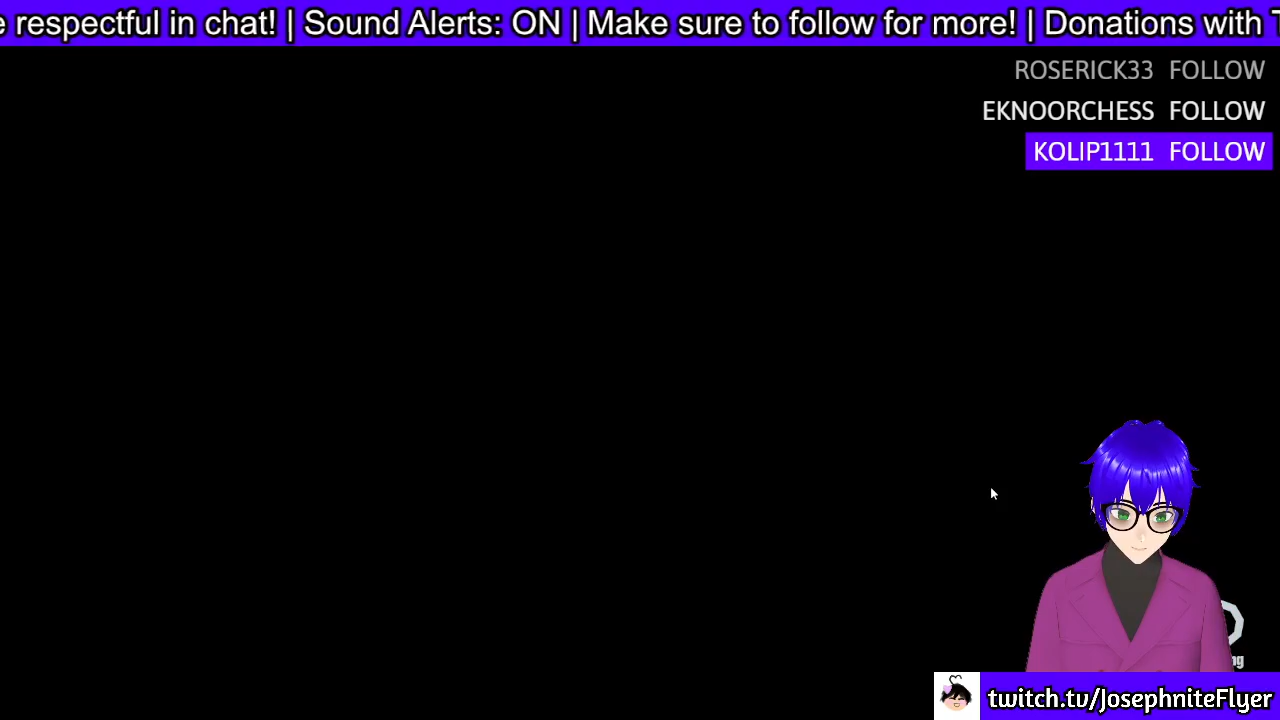 e respectful in chat! | Sound Alerts: ON | Make sure to follow for more! | Donations with T
ROSERICK33 FOLLOW
EKNOORCHESS FOLLOW
KOLIP1111 FOLLOW
twitch.tv/JosephniteFlyer